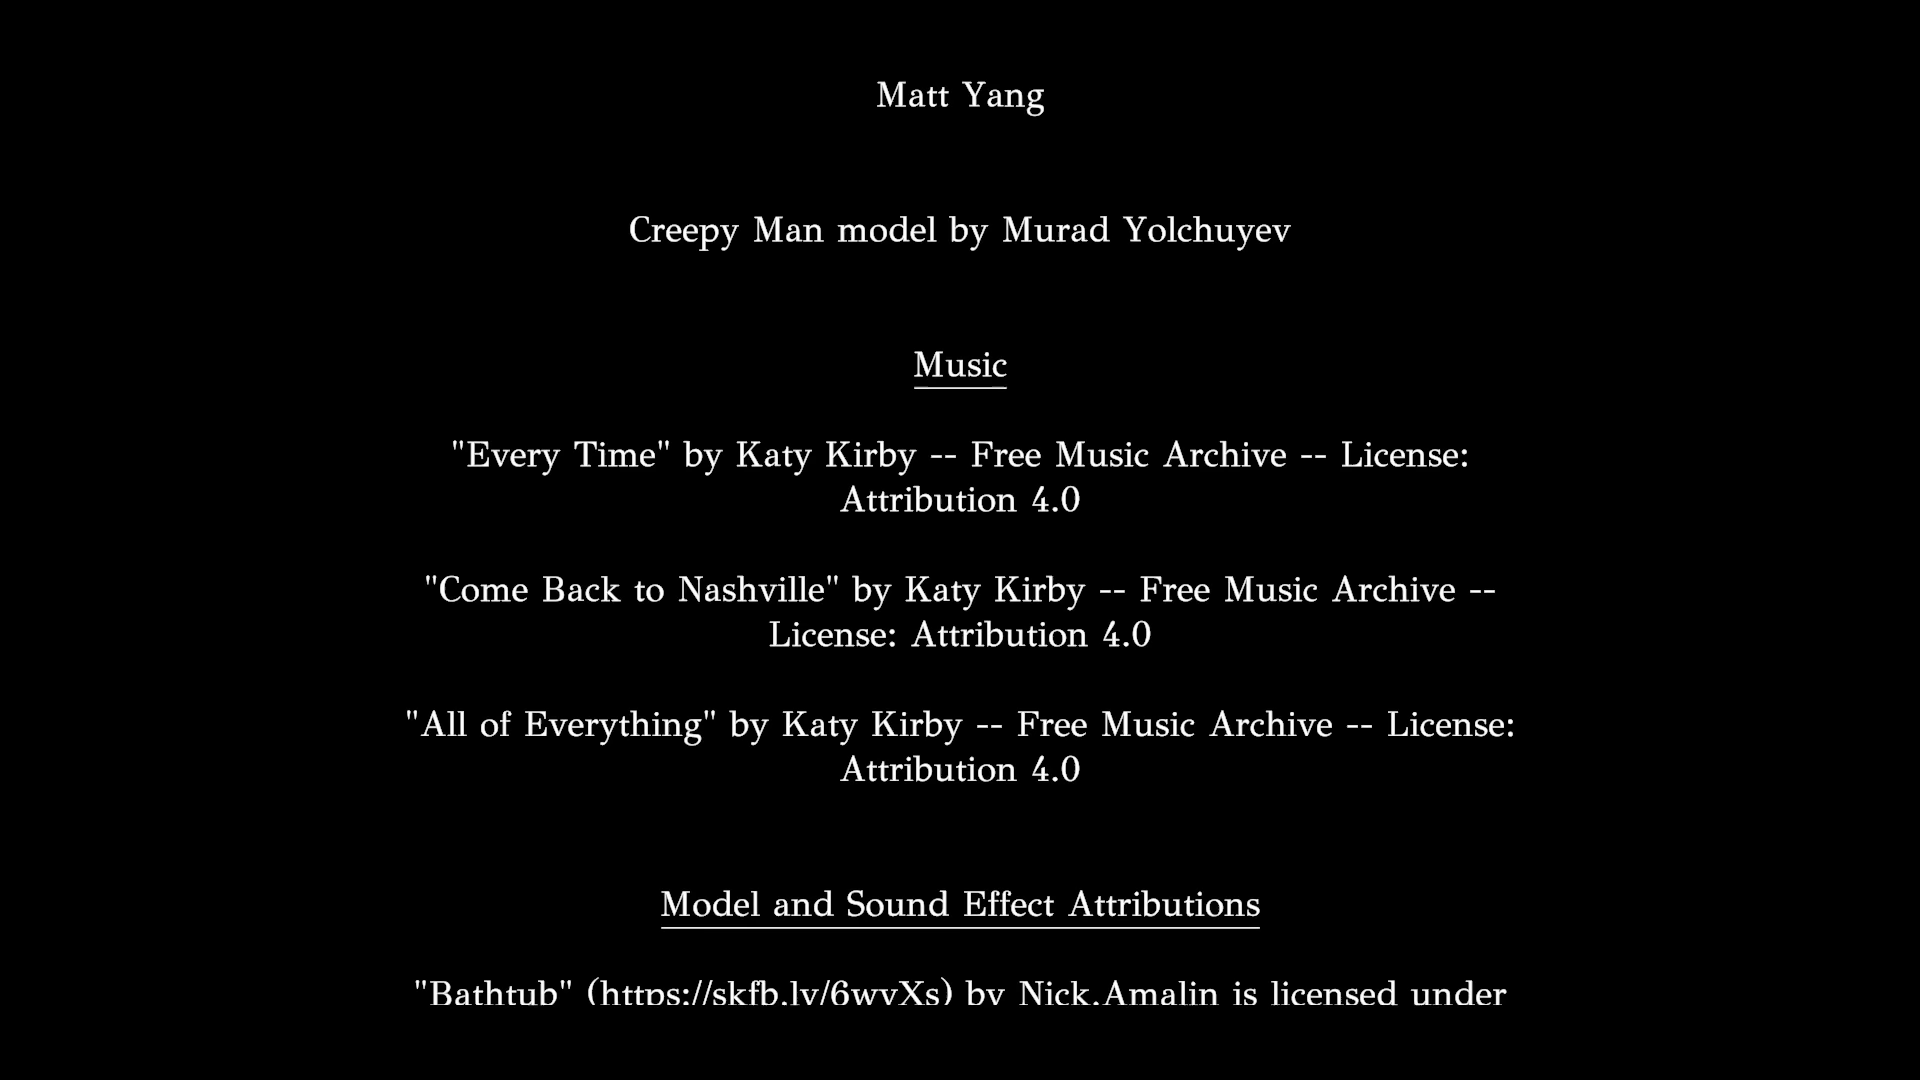 Matt Yang
Creepy Man model by Murad Yolchuyev
Music
"Every Time" by Katy Kirby -- Free Music Archive -- License:
Attribution 4.0
"Come Back to Nashville" by Katy Kirby -- Free Music Archive --
License: Attribution 4.0
"All of Everything" by Katy Kirby -- Free Music Archive -- License:
Attribution 4.0
Model and Sound Effect Attributions
"Bathtub" (https://skfb.ly/6wvXs) by Nick.Amalin is licensed under